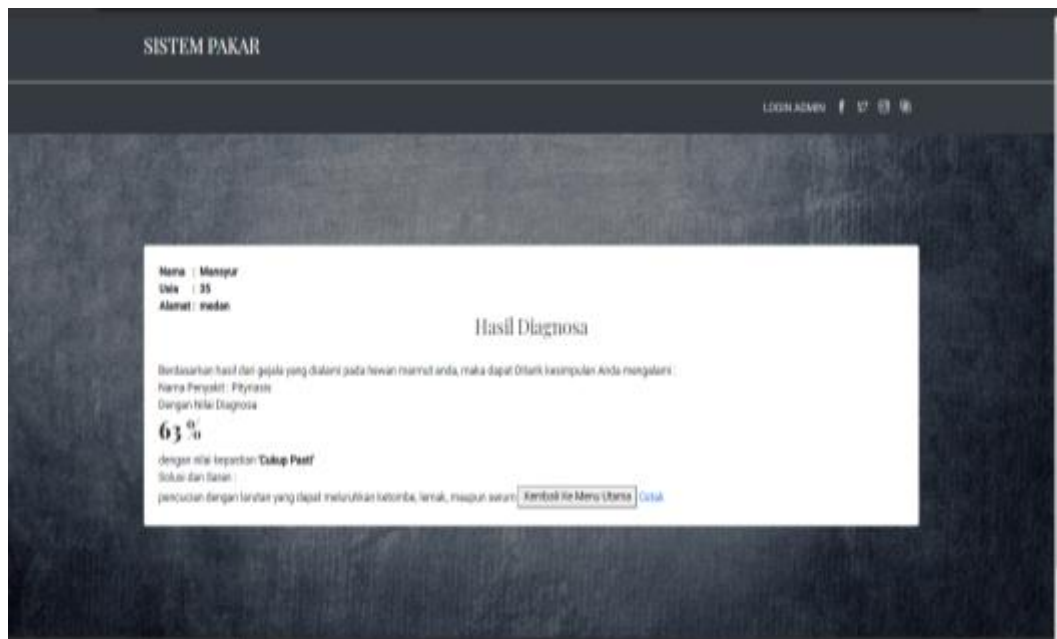 SISTEM PAKAR
LOGIN ADMIN
Nama : Mansyur
Usia : 35
Alamat : medan
Hasil Diagnosa
Berdasarkan hasil dari gejala yang dialami pada hewan marmut anda, maka dapat Ditarik kesimpulan Anda mengalami :
Nama Penyakit : Pityriasis
Dengan Nilai Diagnosa
63 %
dengan nilai kepastian 'Cukup Pasti'
Solusi dan Saran :
pencucian dengan larutan yang dapat meluruhkan ketombe, lemak, maupun serum Kembali Ke Menu Utama Cetak